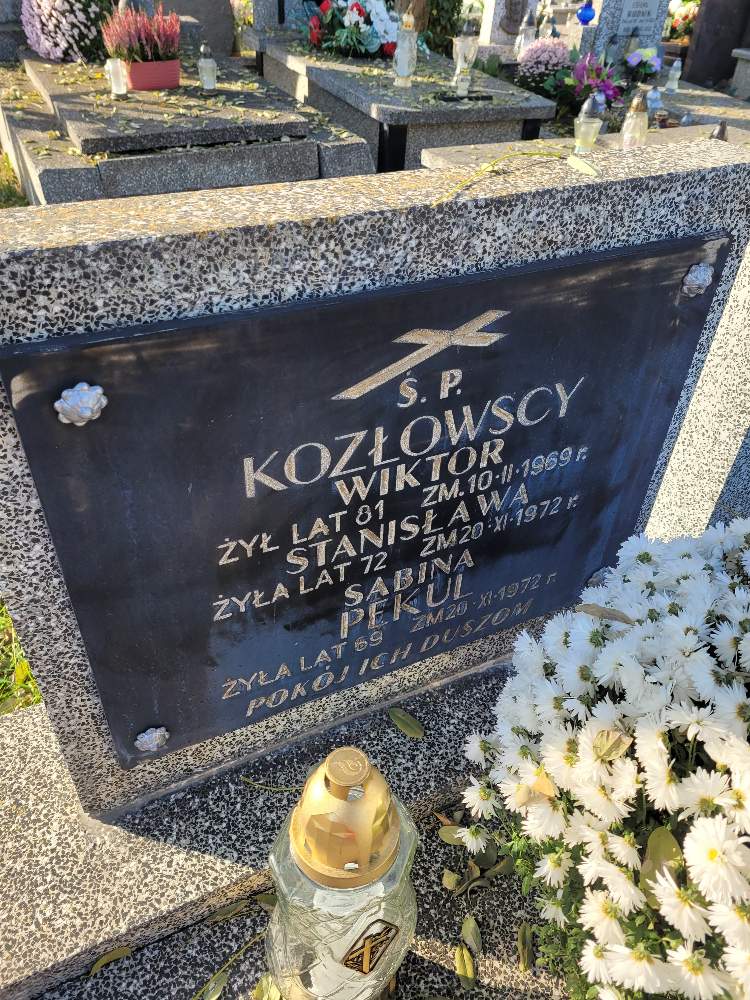 Ś. P.
KOZŁOWSCY
WIKTOR
ŻYŁ LAT 81 ZM.10·II·1969 r.
STANISŁAWA
ŻYŁA LAT 72 ZM20·XI·1972 r.
SABINA
PĘKUL
ŻYŁA LAT 69 ZM20·XI·1972 r.
POKÓJ ICH DUSZOM